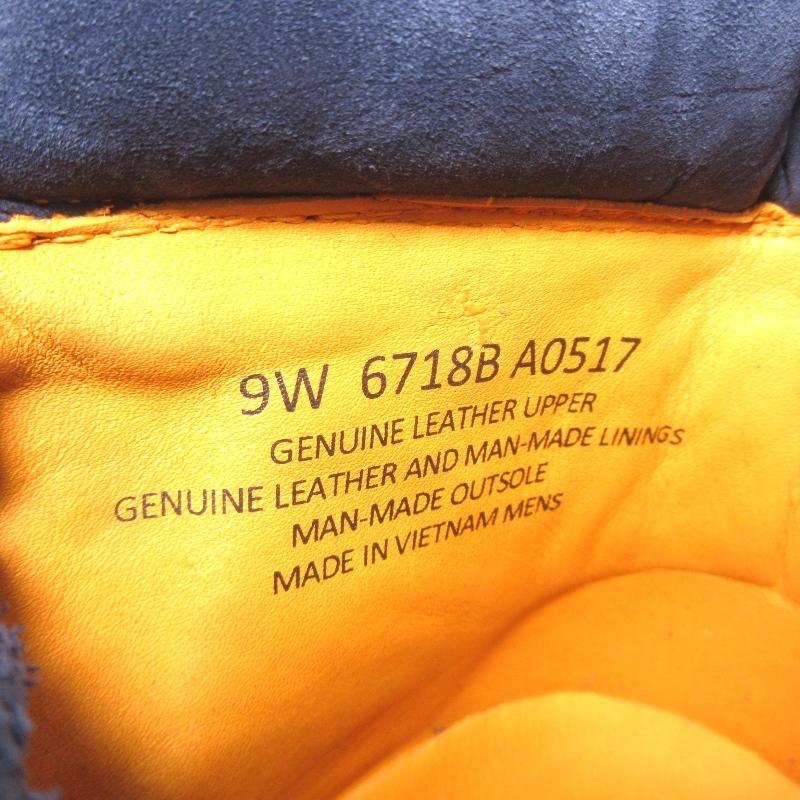 9W 6718B A0517
GENUINE LEATHER UPPER
GENUINE LEATHER AND MAN-MADE LININGS
MAN-MADE OUTSOLE
MADE IN VIETNAM MENS